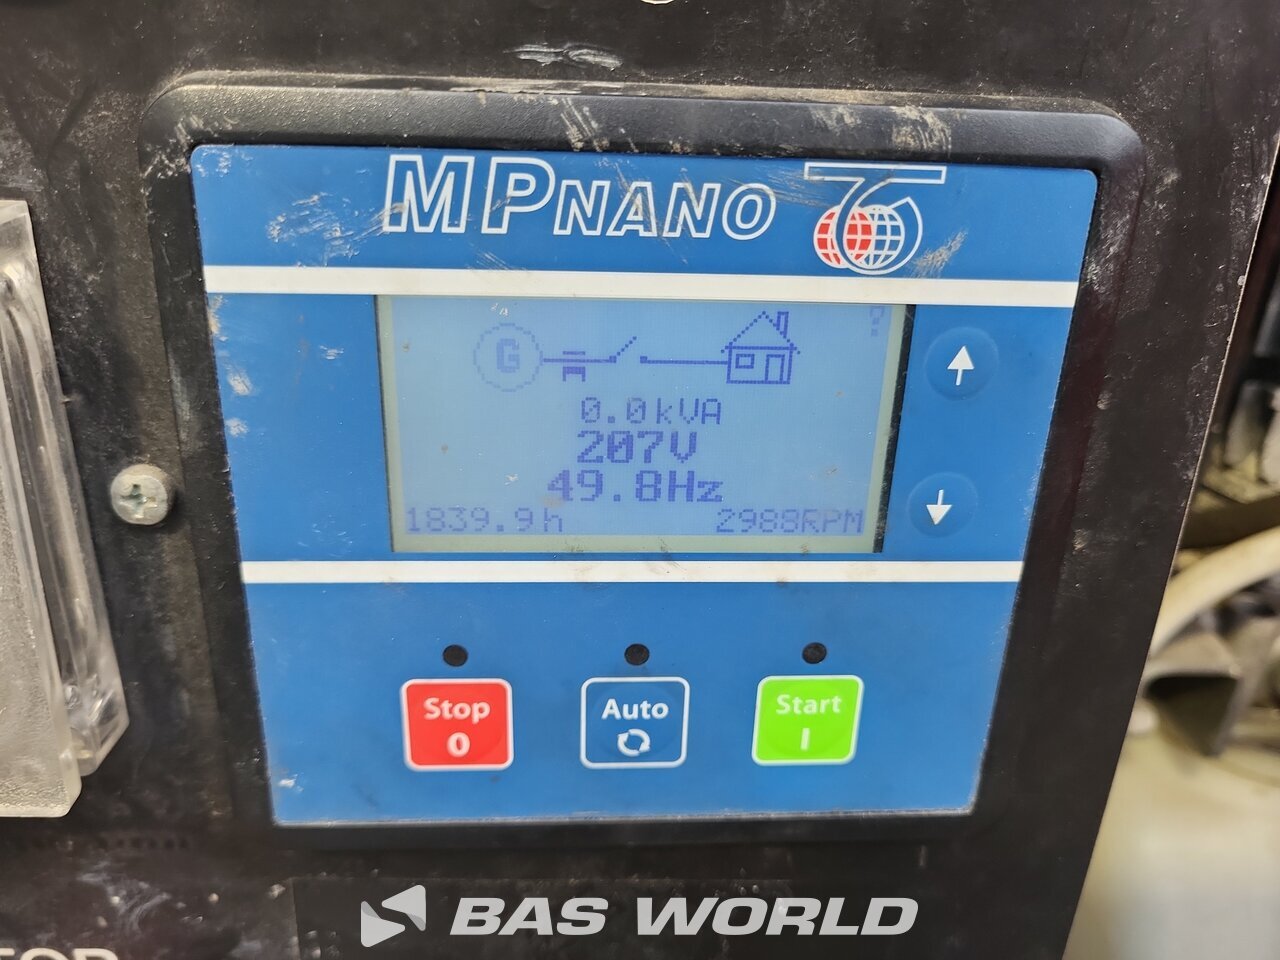 MPNANO
?
G
0.0kVA
207V
49.8Hz
1839.9h 2988RPM
Stop
0
Auto
Start
I
BAS WORLD